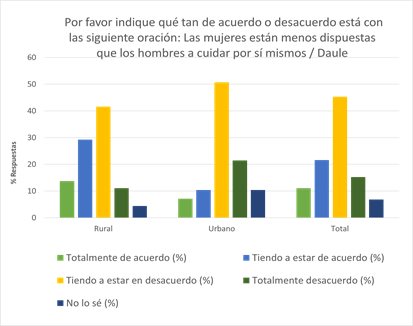 Por favor indique qué tan de acuerdo o desacuerdo está con
las siguiente oración: Las mujeres están menos dispuestas
que los hombres a cuidar por sí mismos / Daule
60
50
40
30
20
10
0
% Respuestas
Rural
Urbano
Total
Totalmente de acuerdo (%)
Tiendo a estar de acuerdo (%)
Tiendo a estar en desacuerdo (%)
Totalmente desacuerdo (%)
No lo sé (%)